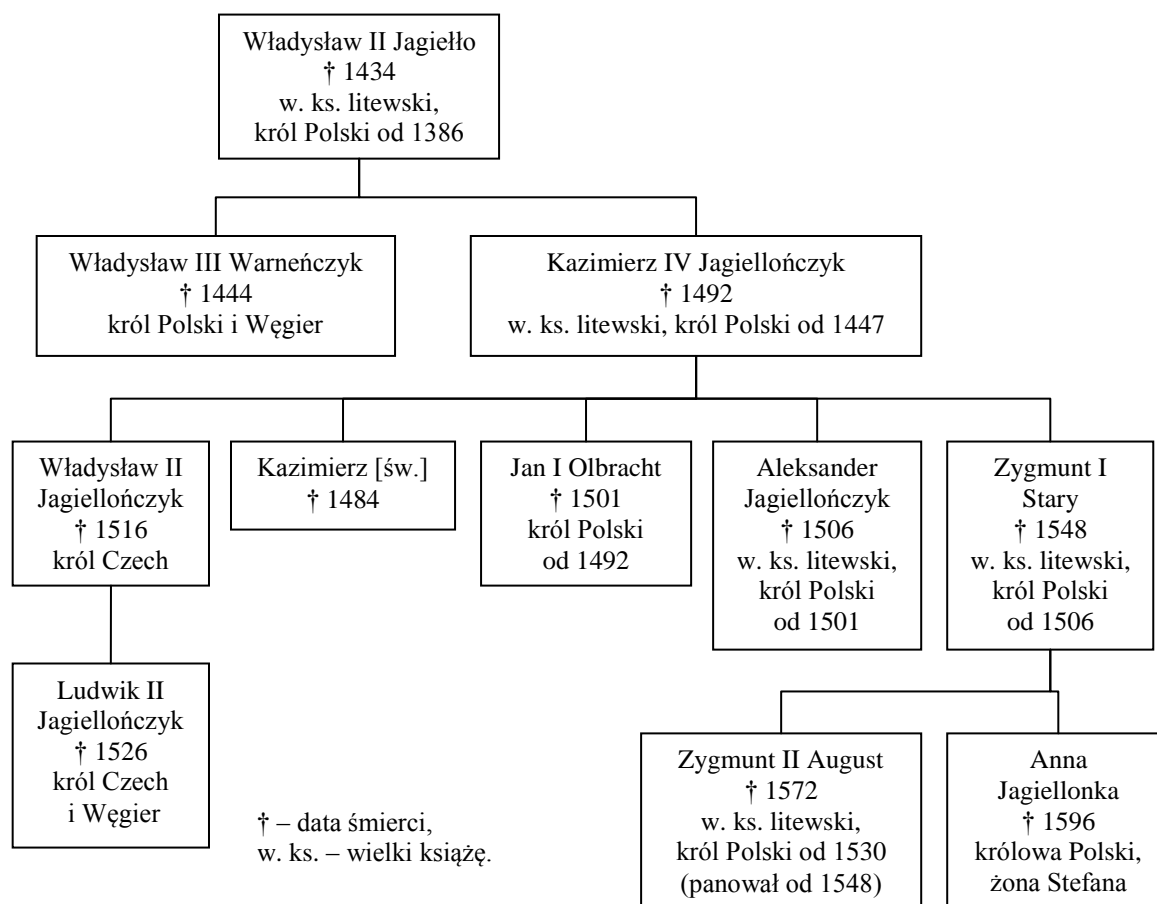 Władysław II Jagiełło
† 1434
w. ks. litewski,
król Polski od 1386
Władysław III Warneńczyk
† 1444
król Polski i Węgier
Kazimierz IV Jagiellończyk
† 1492
w. ks. litewski, król Polski od 1447
Władysław II
Jagiellończyk
† 1516
król Czech
Kazimierz [św.]
† 1484
Jan I Olbracht
† 1501
król Polski
od 1492
Aleksander
Jagiellończyk
† 1506
w. ks. litewski,
król Polski
od 1501
Zygmunt I
Stary
† 1548
w. ks. litewski,
król Polski
od 1506
Ludwik II
Jagiellończyk
† 1526
król Czech
i Węgier
Zygmunt II August
† 1572
w. ks. litewski,
król Polski od 1530
(panował od 1548)
Anna
Jagiellonka
† 1596
królowa Polski,
żona Stefana
† – data śmierci,
w. ks. – wielki książę.